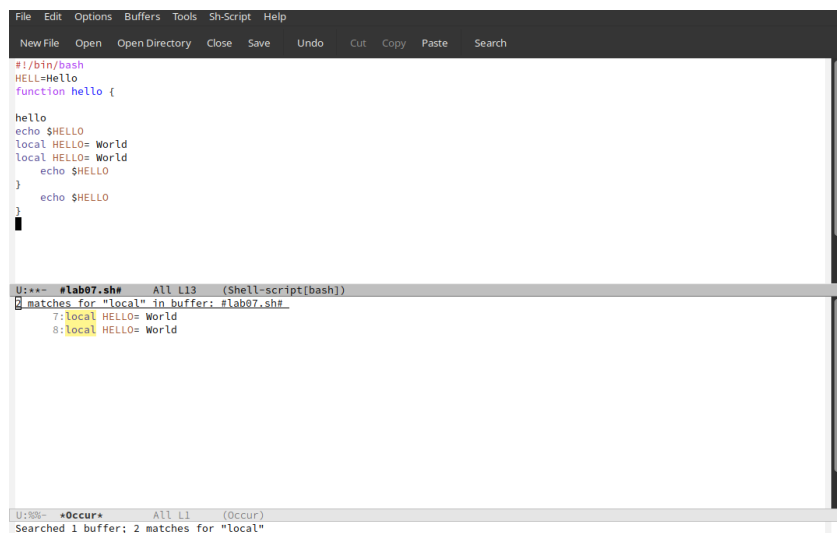 File Edit Options Buffers Tools Sh-Script Help
New File Open Open Directory Close Save Undo Cut Copy Paste Search
#!/bin/bash
HELL=Hello
function hello {
hello
echo $HELLO
local HELLO= World
local HELLO= World
echo $HELLO
}
echo $HELLO
}
U:**- #lab07.sh# All L13 (Shell-script[bash])
2 matches for "local" in buffer: #lab07.sh#
7:local HELLO= World
8:local HELLO= World
U:%%- *Occur* All L1 (Occur)
Searched 1 buffer; 2 matches for "local"